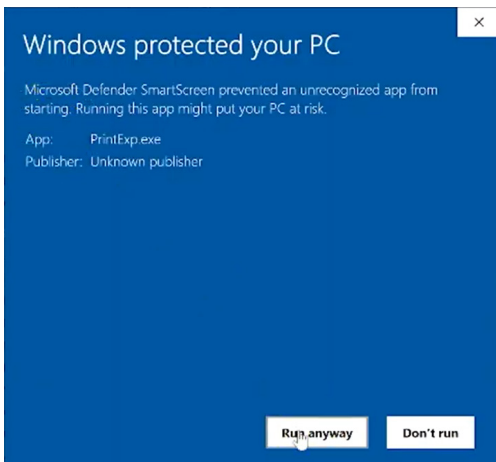 Windows protected your PC
Microsoft Defender SmartScreen prevented an unrecognized app from
starting. Running this app might put your PC at risk.
App: PrintExp.exe
Publisher: Unknown publisher
Run anyway
Don't run